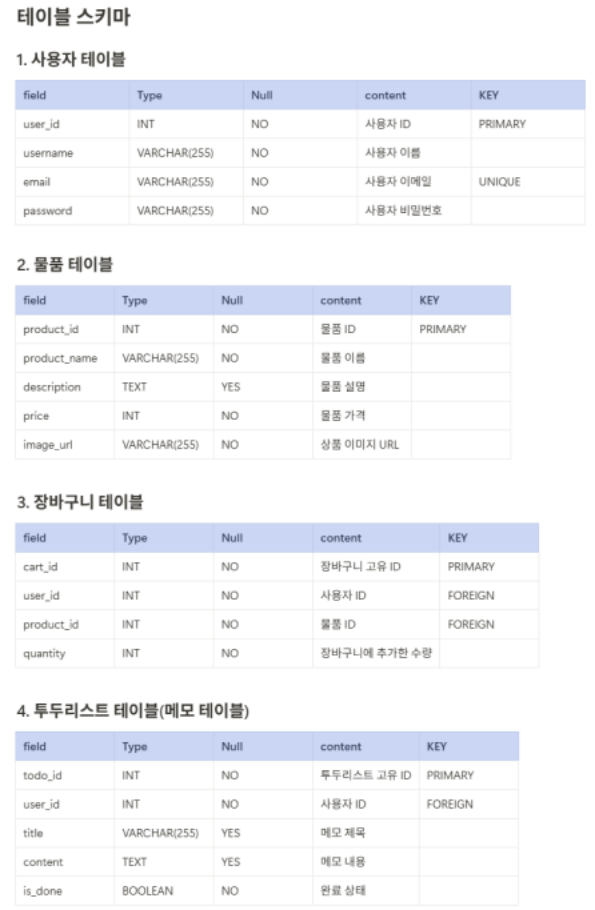 테이블 스키마
1. 사용자 테이블
field Type Null content KEY
user_id INT NO 사용자 ID PRIMARY
username VARCHAR(255) NO 사용자 이름
email VARCHAR(255) NO 사용자 이메일 UNIQUE
password VARCHAR(255) NO 사용자 비밀번호
2. 물품 테이블
field Type Null content KEY
product_id INT NO 물품 ID PRIMARY
product_name VARCHAR(255) NO 물품 이름
description TEXT YES 물품 설명
price INT NO 물품 가격
image_url VARCHAR(255) NO 상품 이미지 URL
3. 장바구니 테이블
field Type Null content KEY
cart_id INT NO 장바구니 고유 ID PRIMARY
user_id INT NO 사용자 ID FOREIGN
product_id INT NO 물품 ID FOREIGN
quantity INT NO 장바구니에 추가한 수량
4. 투두리스트 테이블(메모 테이블)
field Type Null content KEY
todo_id INT NO 투두리스트 고유 ID PRIMARY
user_id INT NO 사용자 ID FOREIGN
title VARCHAR(255) YES 메모 제목
content TEXT YES 메모 내용
is_done BOOLEAN NO 완료 상태